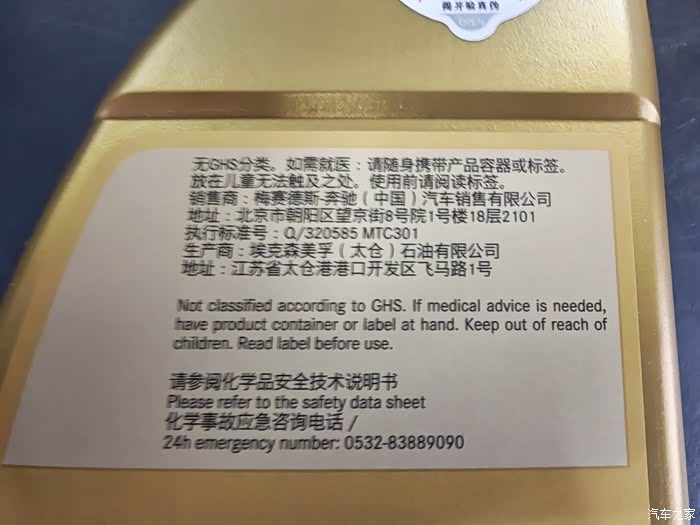 揭开验真伪
OPEN
无GHS分类。如需就医：请随身携带产品容器或标签。
放在儿童无法触及之处。使用前请阅读标签。
销售商：梅赛德斯-奔驰（中国）汽车销售有限公司
地址：北京市朝阳区望京街8号院1号楼18层2101
执行标准号：Q/320585 MTC301
生产商：埃克森美孚（太仓）石油有限公司
地址：江苏省太仓港港口开发区飞马路1号
Not classified according to GHS. If medical advice is needed,
have product container or label at hand. Keep out of reach of
children. Read label before use.
请参阅化学品安全技术说明书
Please refer to the safety data sheet
化学事故应急咨询电话 /
24h emergency number: 0532-83889090
汽车之家